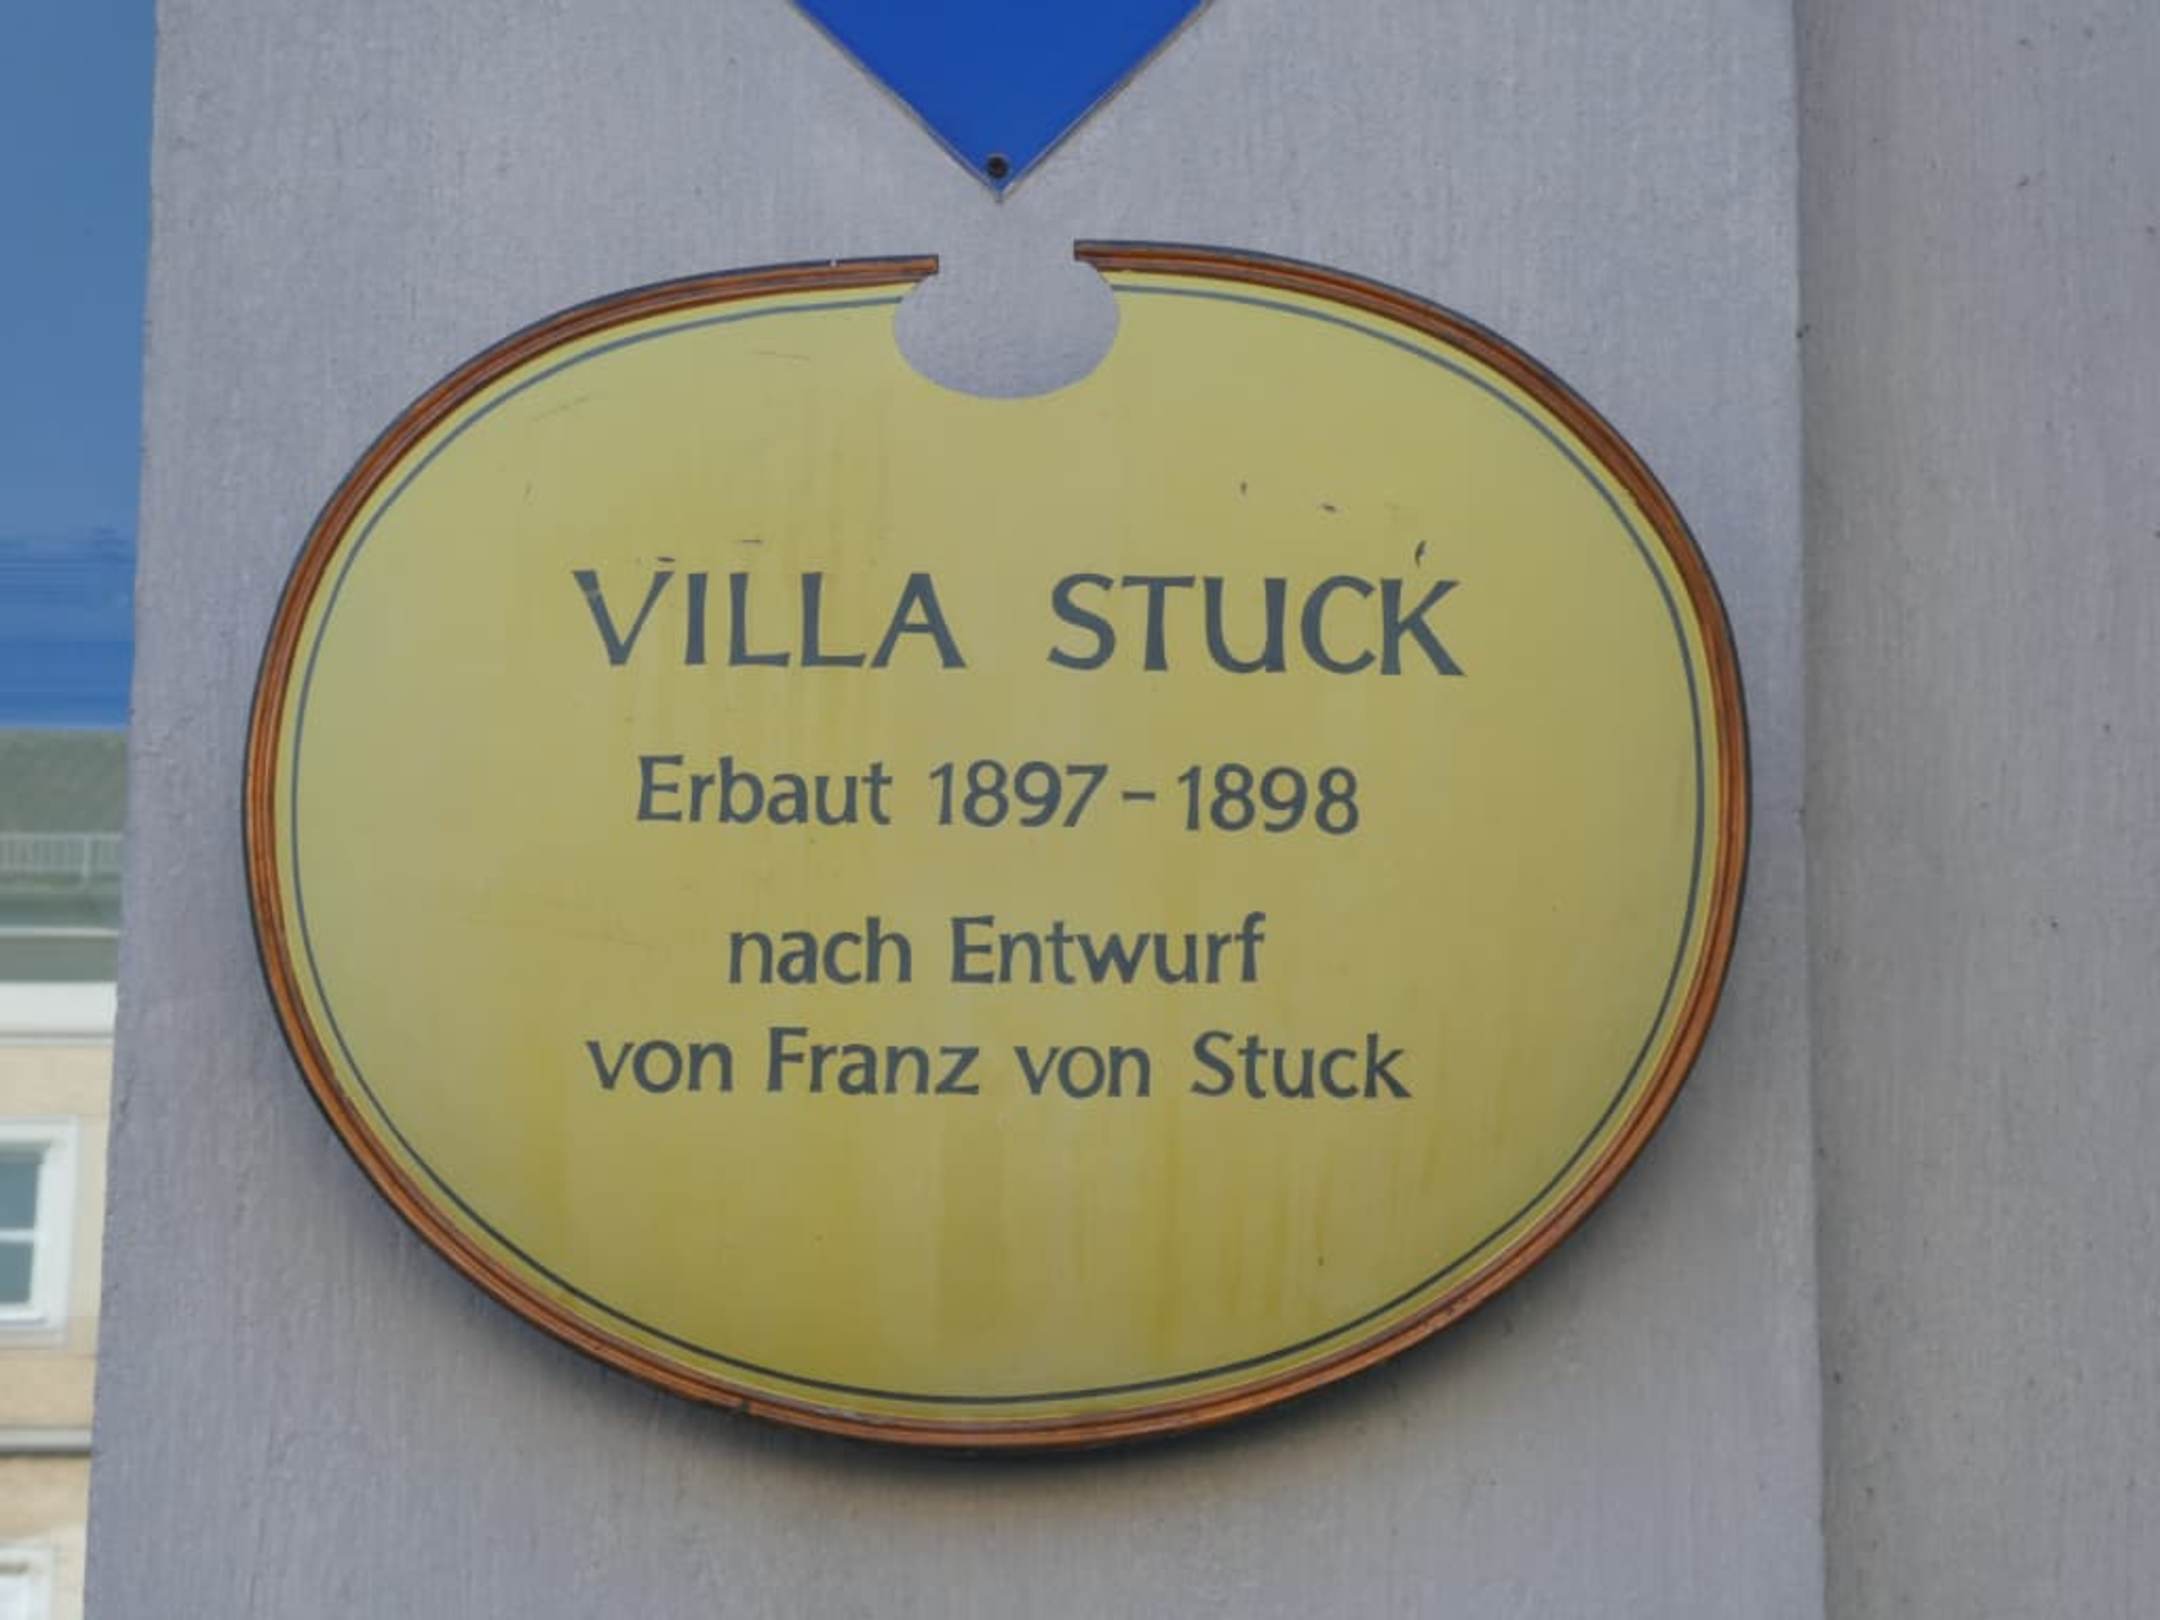 VILLA STUCK
Erbaut 1897-1898
nach Entwurf
von Franz von Stuck